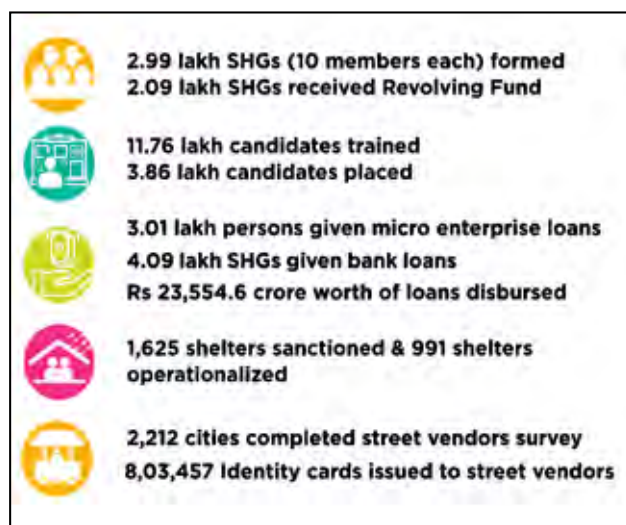 2.99 lakh SHGs (10 members each) formed
2.09 lakh SHGs received Revolving Fund
11.76 lakh candidates trained
3.86 lakh candidates placed
3.01 lakh persons given micro enterprise loans
4.09 lakh SHGs given bank loans
Rs 23,554.6 crore worth of loans disbursed
1,625 shelters sanctioned & 991 shelters
operationalized
2,212 cities completed street vendors survey
8,03,457 Identity cards issued to street vendors